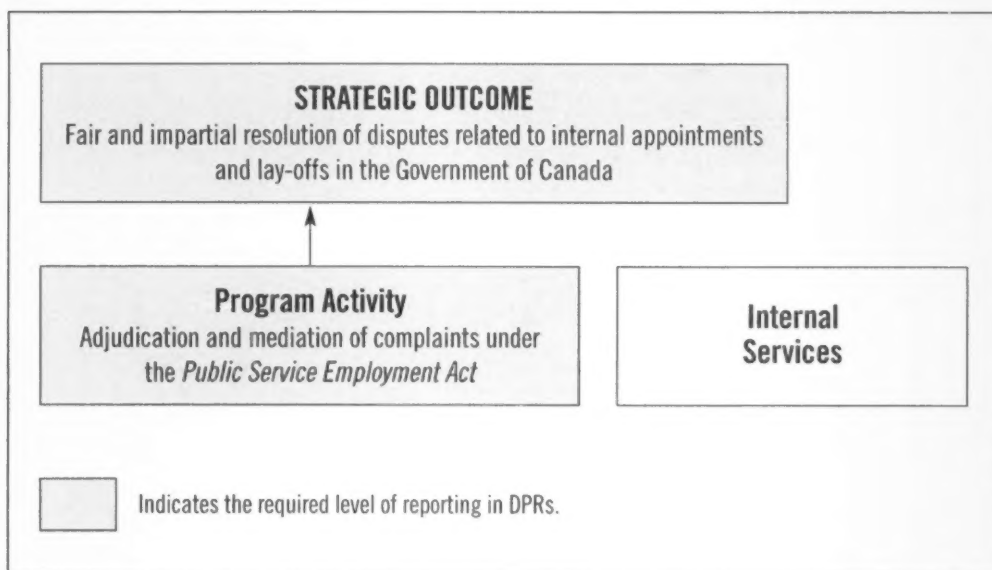 STRATEGIC OUTCOME
Fair and impartial resolution of disputes related to internal appointments
and lay-offs in the Government of Canada
Program Activity
Adjudication and mediation of complaints under
the Public Service Employment Act
Internal
Services
Indicates the required level of reporting in DPRs.